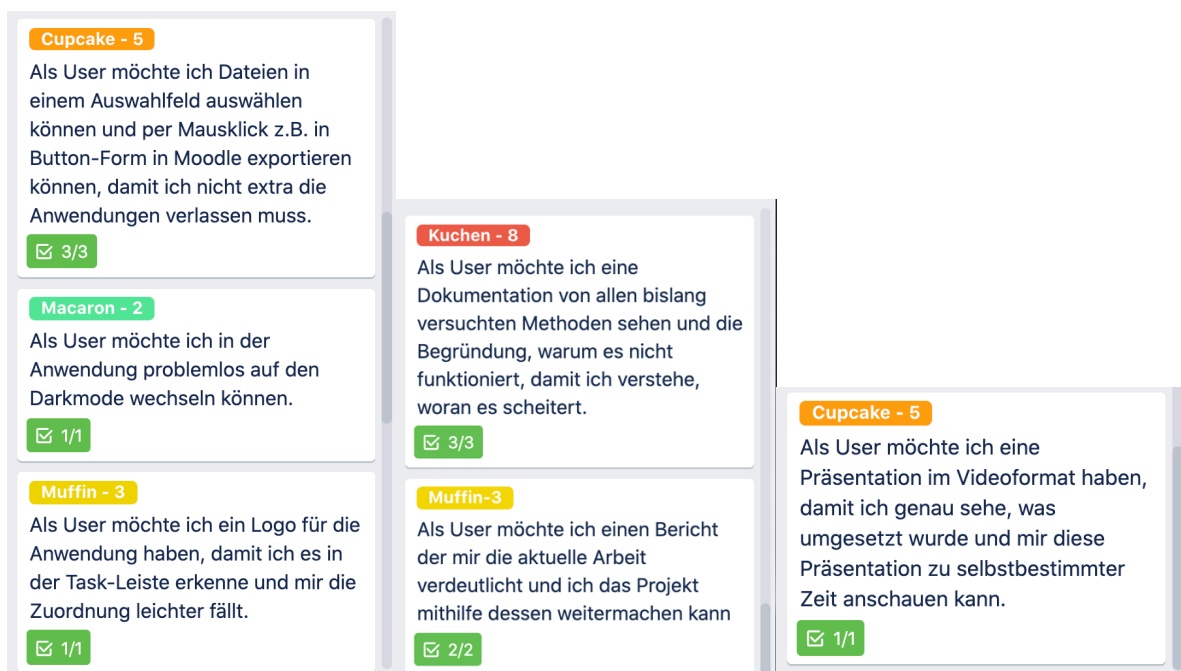 Cupcake - 5
Als User möchte ich Dateien in
einem Auswahlfeld auswählen
können und per Mausklick z.B. in
Button-Form in Moodle exportieren
können, damit ich nicht extra die
Anwendungen verlassen muss.
3/3
Macaron - 2
Als User möchte ich in der
Anwendung problemlos auf den
Darkmode wechseln können.
1/1
Muffin - 3
Als User möchte ich ein Logo für die
Anwendung haben, damit ich es in
der Task-Leiste erkenne und mir die
Zuordnung leichter fällt.
1/1
Kuchen - 8
Als User möchte ich eine
Dokumentation von allen bislang
versuchten Methoden sehen und die
Begründung, warum es nicht
funktioniert, damit ich verstehe,
woran es scheitert.
3/3
Muffin-3
Als User möchte ich einen Bericht
der mir die aktuelle Arbeit
verdeutlicht und ich das Projekt
mithilfe dessen weitermachen kann
2/2
Cupcake - 5
Als User möchte ich eine
Präsentation im Videoformat haben,
damit ich genau sehe, was
umgesetzt wurde und mir diese
Präsentation zu selbstbestimmter
Zeit anschauen kann.
1/1